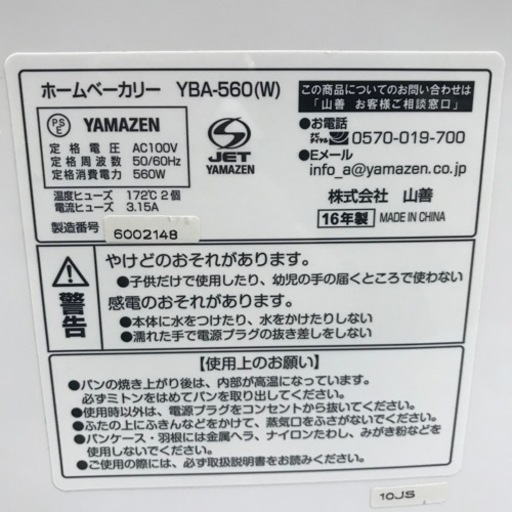 ホームベーカリー YBA-560(W)
PSE YAMAZEN
定格電圧 AC100V
定格周波数 50/60Hz
定格消費電力 560W
温度ヒューズ 172℃ 2個
電流ヒューズ 3.15A
製造番号 6002148
S JET
YAMAZEN
この商品についてのお問い合わせは
「山善 お客様ご相談窓口」
●お電話
ナビダイヤル 0570-019-700
●Eメール
info_a@yamazen.co.jp
株式会社 山善
16年製 MADE IN CHINA
警告
やけどのおそれがあります。
●子供だけで使用したり、幼児の手の届くところで使わない
感電のおそれがあります。
●本体に水をつけたり、水をかけたりしない
●濡れた手で電源プラグの抜き差しをしない
【使用上のお願い】
●パンの焼き上がり後は、内部が高温になっています。
必ずミトンをはめてパンを取り出してください。
●使用時以外は、電源プラグをコンセントから抜いてください。
●ふたの上にふきんなどをかけて、蒸気口をふさがないでください。
●パンケース・羽根には金属ヘラ、ナイロンたわし、みがき粉などを
使用しないでください。
●ご使用の際には、必ず取扱説明書をお読みください。
10JS